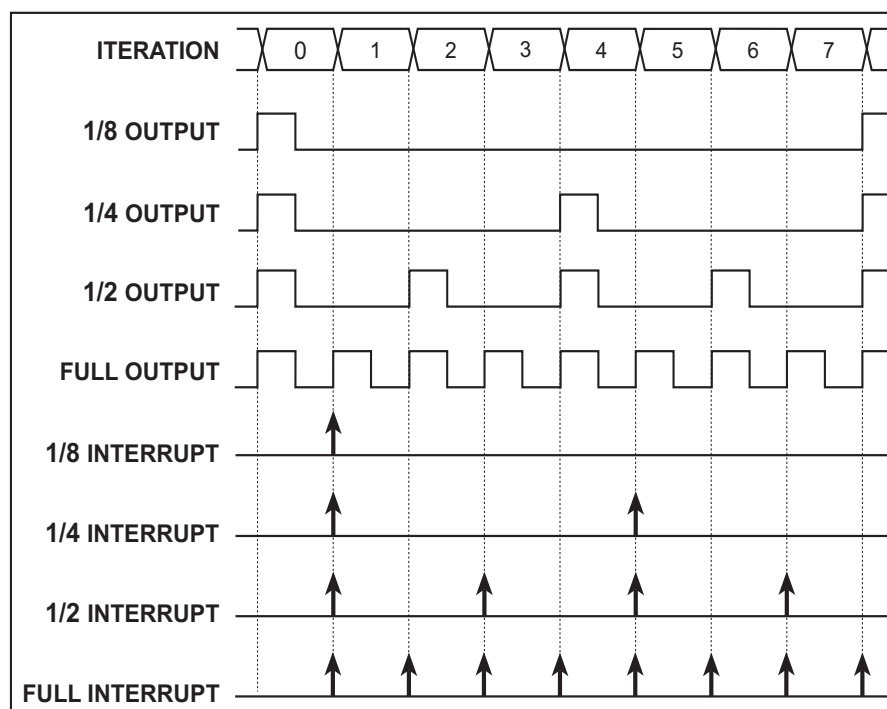 ITERATION 0 1 2 3 4 5 6 7
1/8 OUTPUT
1/4 OUTPUT
1/2 OUTPUT
FULL OUTPUT
1/8 INTERRUPT
1/4 INTERRUPT
1/2 INTERRUPT
FULL INTERRUPT